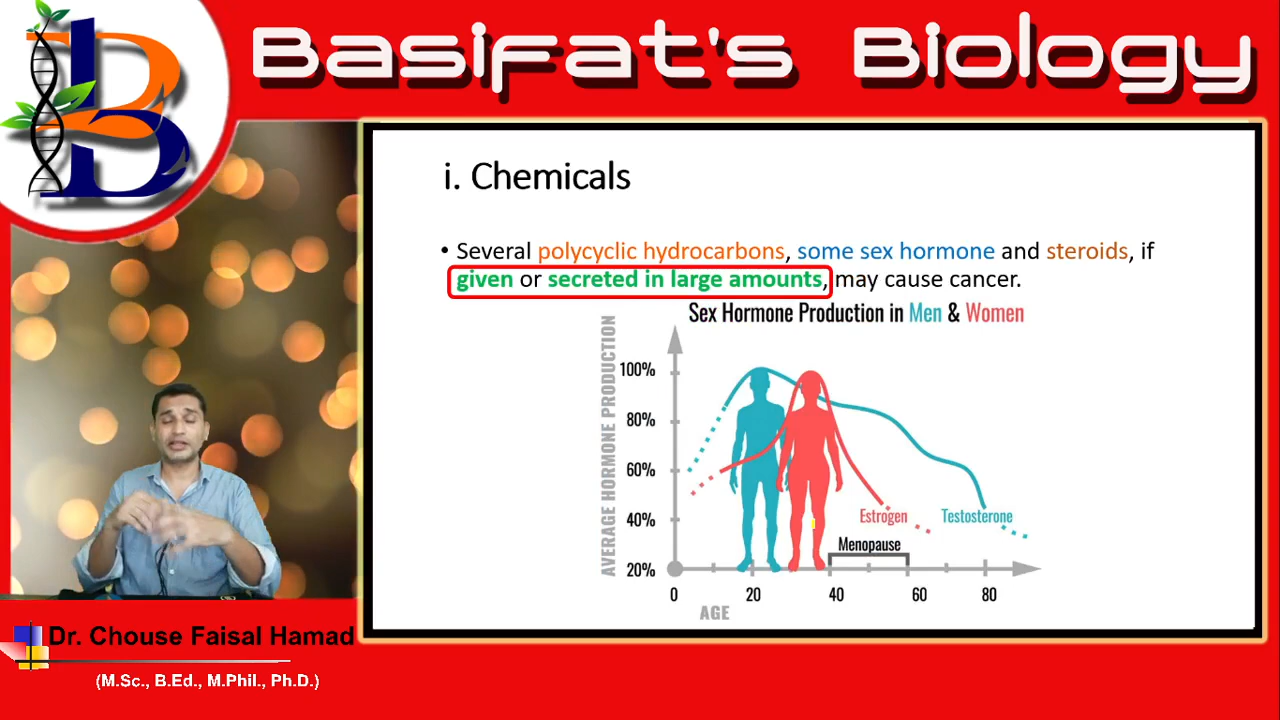 Basifat's Biology
i. Chemicals
• Several polycyclic hydrocarbons, some sex hormone and steroids, if
given or secreted in large amounts, may cause cancer.
Sex Hormone Production in Men & Women
AVERAGE HORMONE PRODUCTION
100%
80%
60%
40%
20%
Estrogen
Testosterone
Menopause
0 20 40 60 80
AGE
Dr. Chouse Faisal Hamad
(M.Sc., B.Ed., M.Phil., Ph.D.)